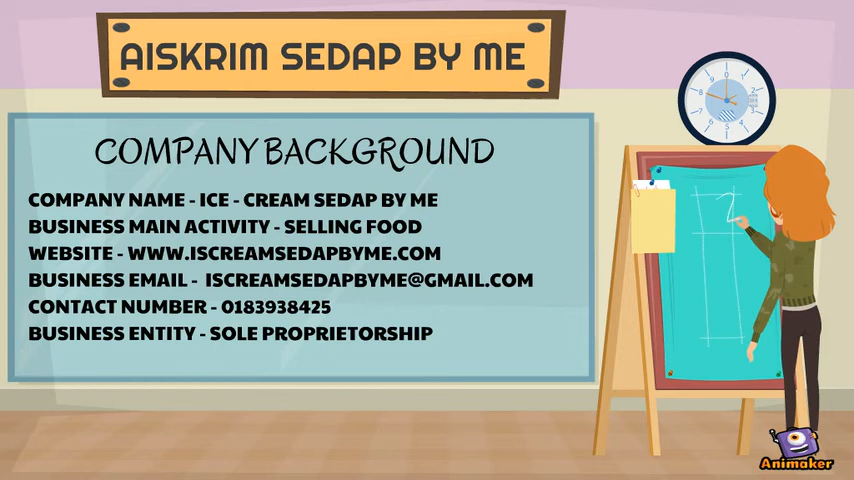 AISKRIM SEDAP BY ME
COMPANY BACKGROUND
COMPANY NAME - ICE - CREAM SEDAP BY ME
BUSINESS MAIN ACTIVITY - SELLING FOOD
WEBSITE - WWW.ISCREAMSEDAPBYME.COM
BUSINESS EMAIL - ISCREAMSEDAPBYME@GMAIL.COM
CONTACT NUMBER - 0183938425
BUSINESS ENTITY - SOLE PROPRIETORSHIP
Animaker